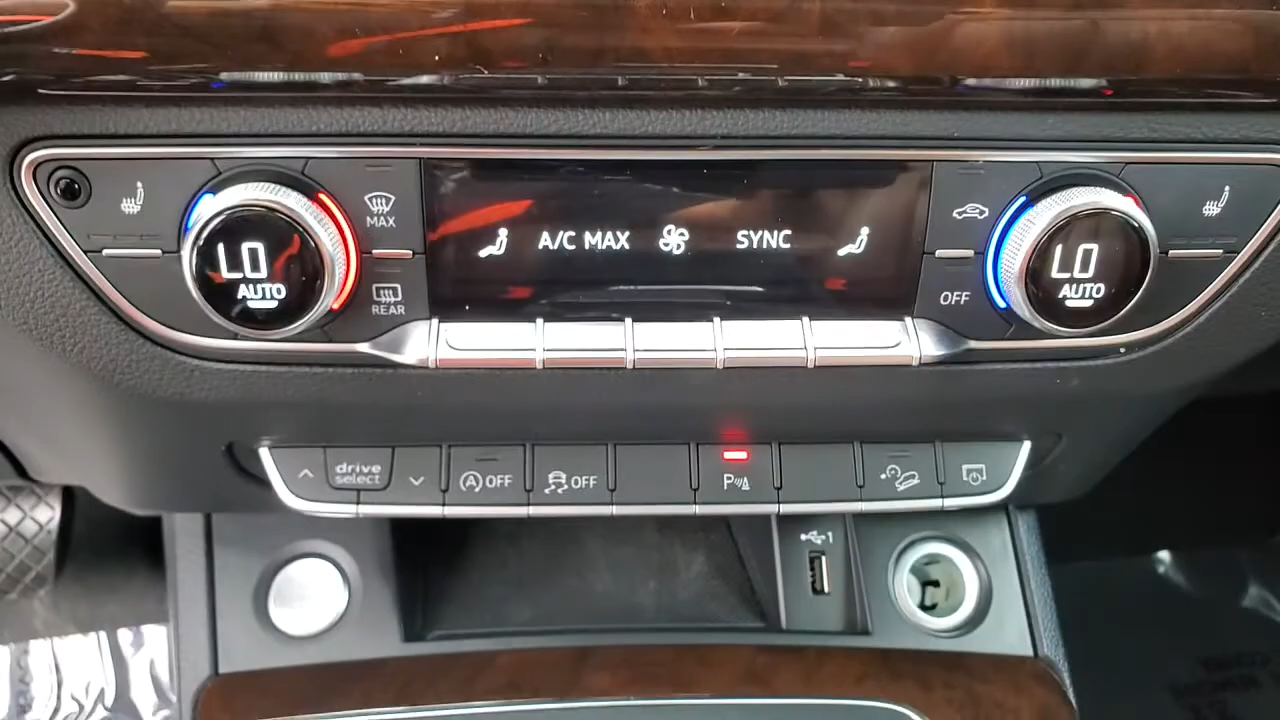 MAX
LO
AUTO
REAR
A/C MAX
SYNC
OFF
LO
AUTO
drive
select
A OFF
OFF
P
1